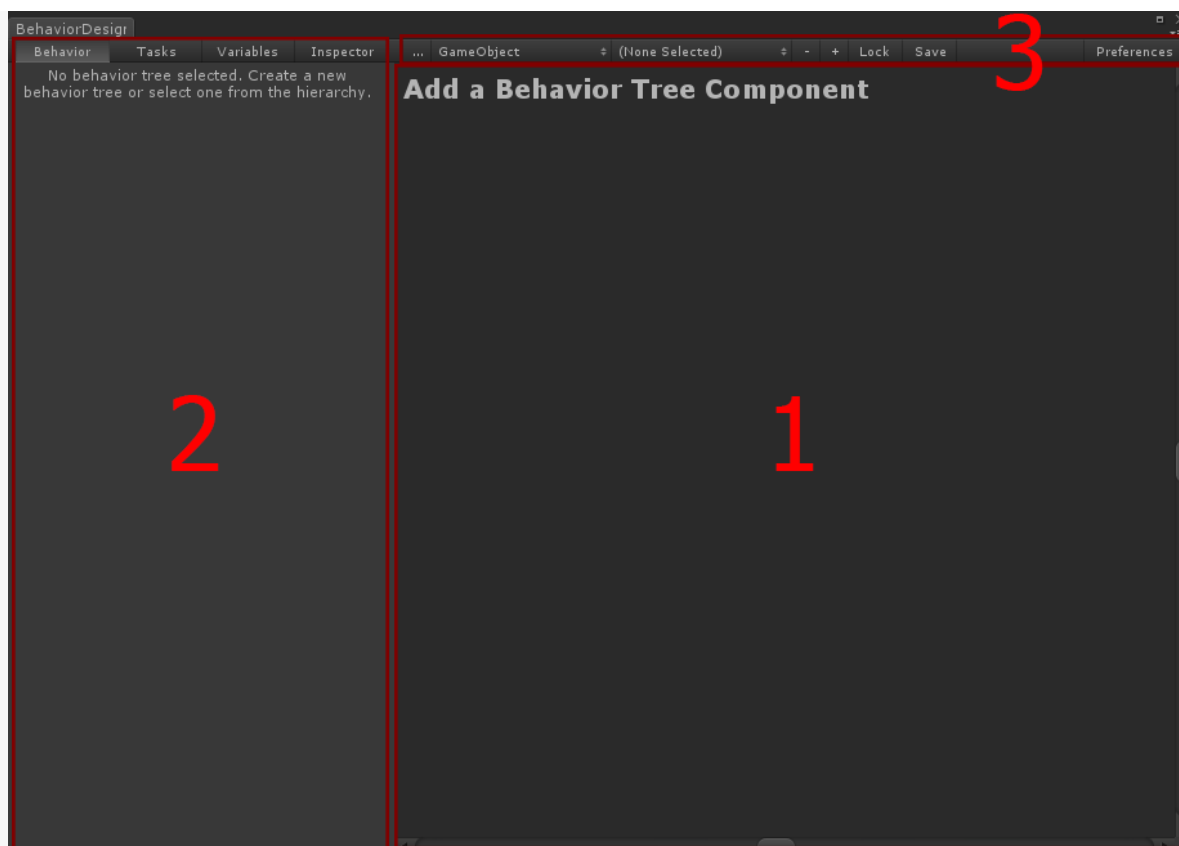 BehaviorDesigr
Behavior Tasks Variables Inspector
... GameObject (None Selected) - + Lock Save Preferences
No behavior tree selected. Create a new
behavior tree or select one from the hierarchy.
Add a Behavior Tree Component
3
2
1